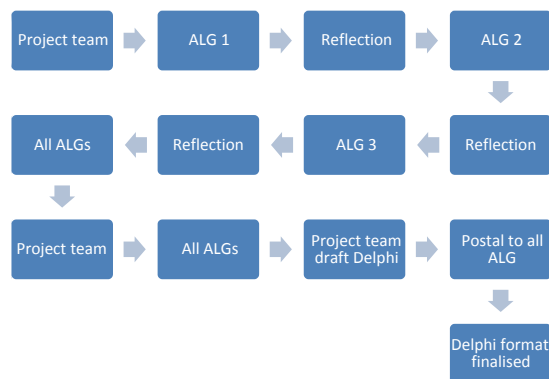 Project team
ALG 1
Reflection
ALG 2
Reflection
ALG 3
Reflection
All ALGs
Project team
All ALGs
Project team
draft Delphi
Postal to all
ALG
Delphi format
finalised